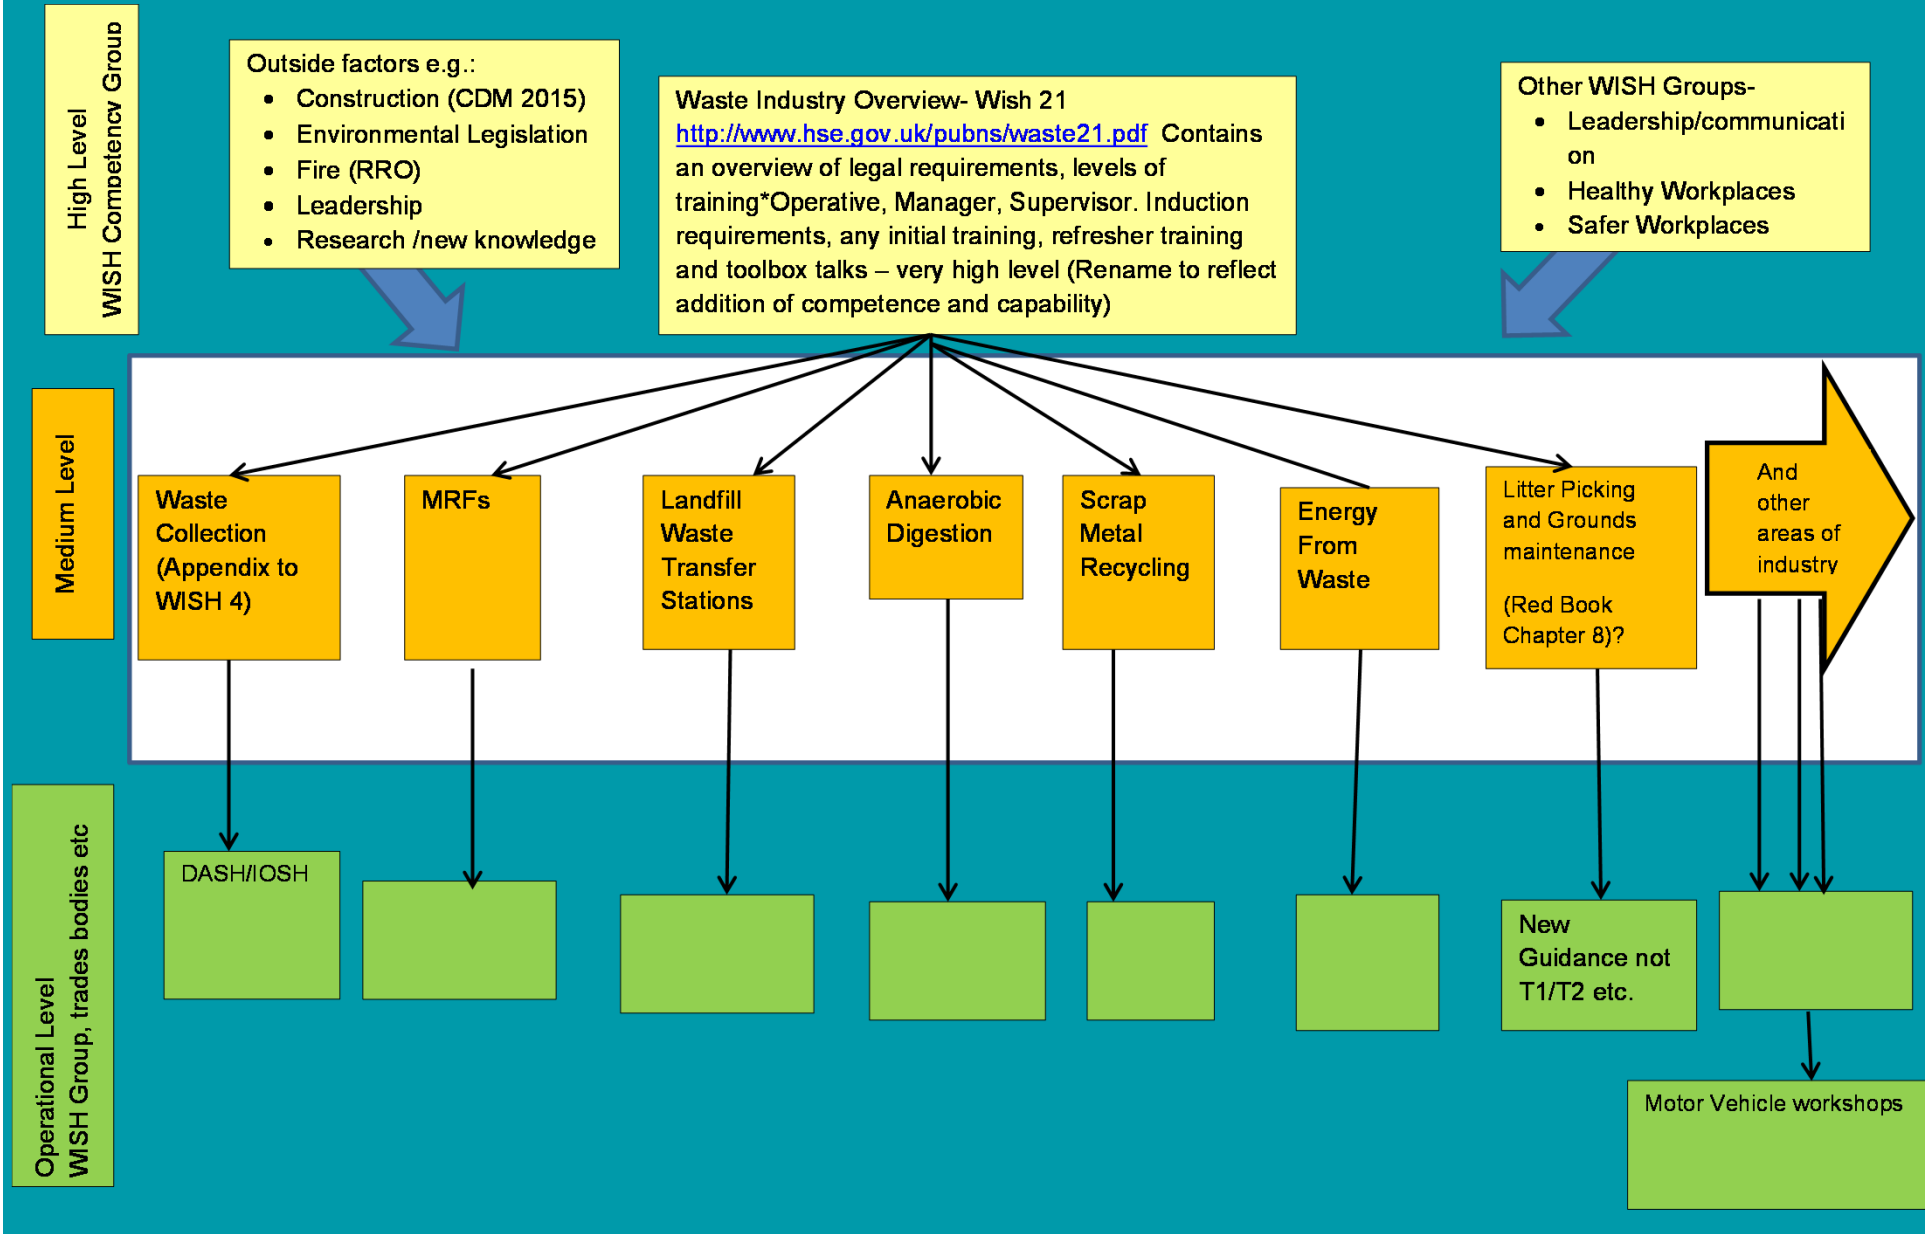 High Level
WISH Competency Group
Outside factors e.g.:
• Construction (CDM 2015)
• Environmental Legislation
• Fire (RRO)
• Leadership
• Research /new knowledge
Waste Industry Overview- Wish 21
http://www.hse.gov.uk/pubns/waste21.pdf Contains
an overview of legal requirements, levels of
training*Operative, Manager, Supervisor. Induction
requirements, any initial training, refresher training
and toolbox talks – very high level (Rename to reflect
addition of competence and capability)
Other WISH Groups-
• Leadership/communicati
on
• Healthy Workplaces
• Safer Workplaces
Medium Level
Waste
Collection
(Appendix to
WISH 4)
MRFs
Landfill
Waste
Transfer
Stations
Anaerobic
Digestion
Scrap
Metal
Recycling
Energy
From
Waste
Litter Picking
and Grounds
maintenance
(Red Book
Chapter 8)?
And
other
areas of
industry
Operational Level
WISH Group, trades bodies etc
DASH/IOSH
New
Guidance not
T1/T2 etc.
Motor Vehicle workshops